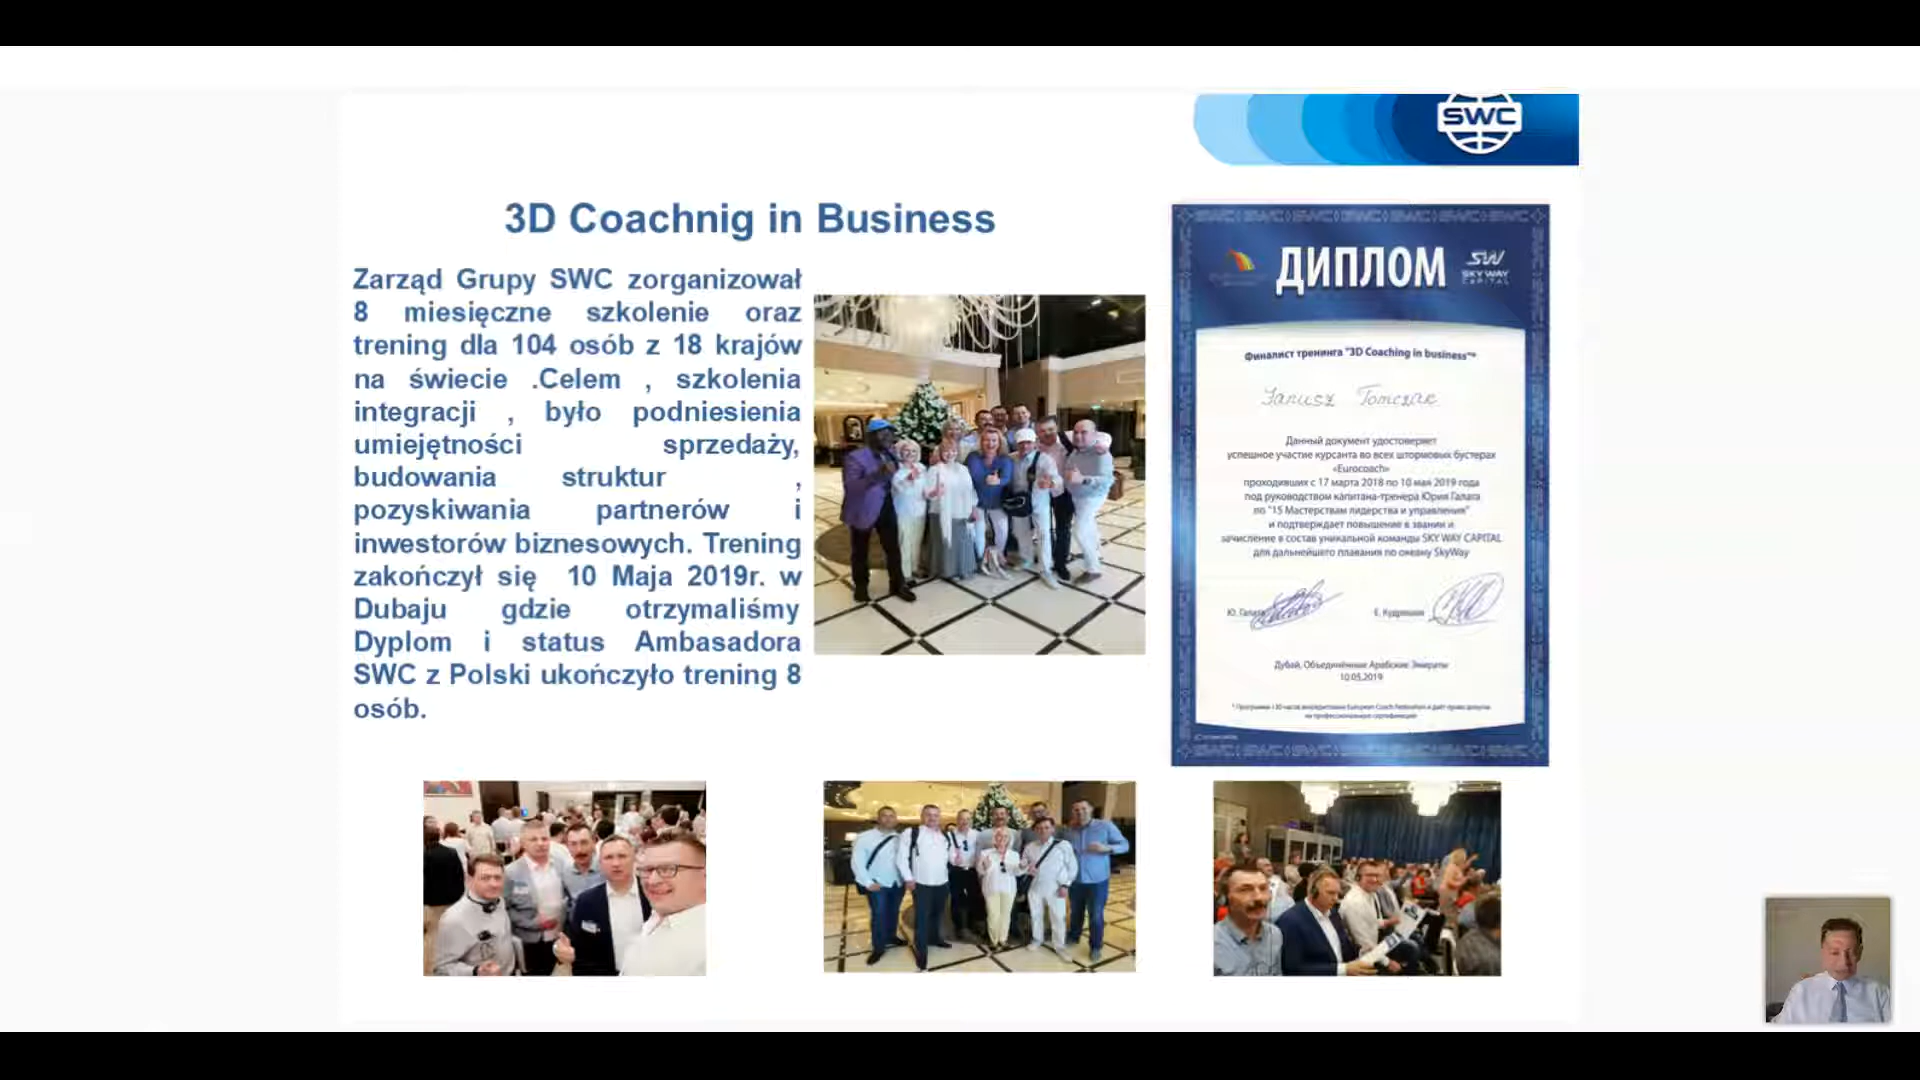 SWC
3D Coachnig in Business
Zarząd Grupy SWC zorganizował
8 miesięczne szkolenie oraz
trening dla 104 osób z 18 krajów
na świecie .Celem , szkolenia
integracji , było podniesienia
umiejętności sprzedaży,
budowania struktur ,
pozyskiwania partnerów i
inwestorów biznesowych. Trening
zakończył się 10 Maja 2019r. w
Dubaju gdzie otrzymaliśmy
Dyplom i status Ambasadora
SWC z Polski ukończyło trening 8
osób.
ДИПЛОМ
SW
SKY WAY
CAPITAL
Финалист тренинга "3D Coaching in business"*
Janusz Tomczak
Данный документ удостоверяет
успешное участие курсанта во всех штормовых бустерах
«Eurocoach»
проходивших с 17 марта 2018 по 10 мая 2019 года
под руководством капитана-тренера Юрия Галата
по "15 Мастерствам лидерства и управления"
и подтверждает повышение в звании и
зачисление в состав уникальной команды SKY WAY CAPITAL
для дальнейшего плавания по океану SkyWay
Ю. Галата Е. Кудряшов
Дубай, Объединённые Арабские Эмираты
10.05.2019